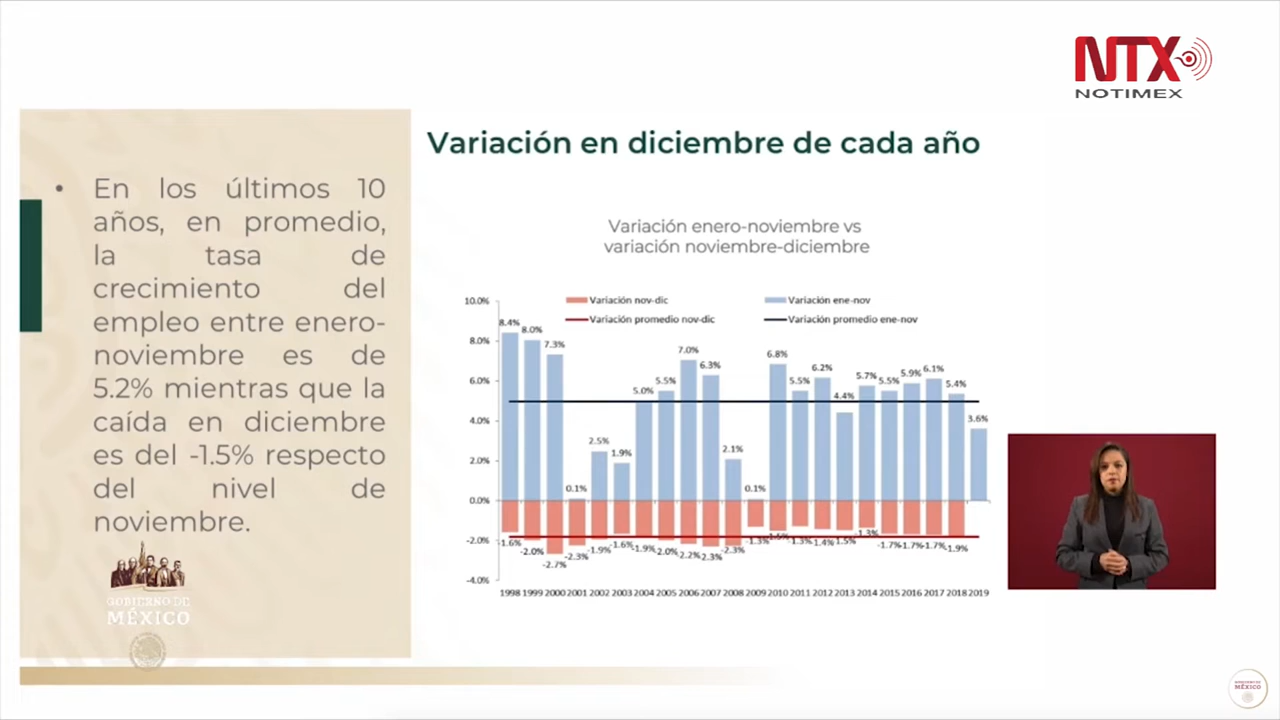 NTX
NOTIMEX
Variación en diciembre de cada año
• En los últimos 10
años, en promedio,
la tasa de
crecimiento del
empleo entre enero-
noviembre es de
5.2% mientras que la
caída en diciembre
es del -1.5% respecto
del nivel de
noviembre.
GOBIERNO DE
MÉXICO
Variación enero-noviembre vs
variación noviembre-diciembre
Variación nov-dic
Variación ene-nov
Variación promedio nov-dic
Variación promedio ene-nov
10.0%
8.0%
6.0%
4.0%
2.0%
0.0%
-2.0%
-4.0%
8.4% 8.0% 7.3% 0.1% 2.5% 1.9% 5.0% 5.5% 7.0% 6.3% 2.1% 0.1% 6.8% 5.5% 6.2% 4.4% 5.7% 5.5% 5.9% 6.1% 5.4% 3.6%
-1.6% -2.0% -2.7% -2.3% -1.9% -1.6% -1.9% -2.0% -2.2% -2.3% -2.3% -1.3% -1.5% -1.3% -1.4% -1.5% -1.3% -1.7% -1.7% -1.7% -1.9%
1998 1999 2000 2001 2002 2003 2004 2005 2006 2007 2008 2009 2010 2011 2012 2013 2014 2015 2016 2017 2018 2019
GOBIERNO DE
MÉXICO